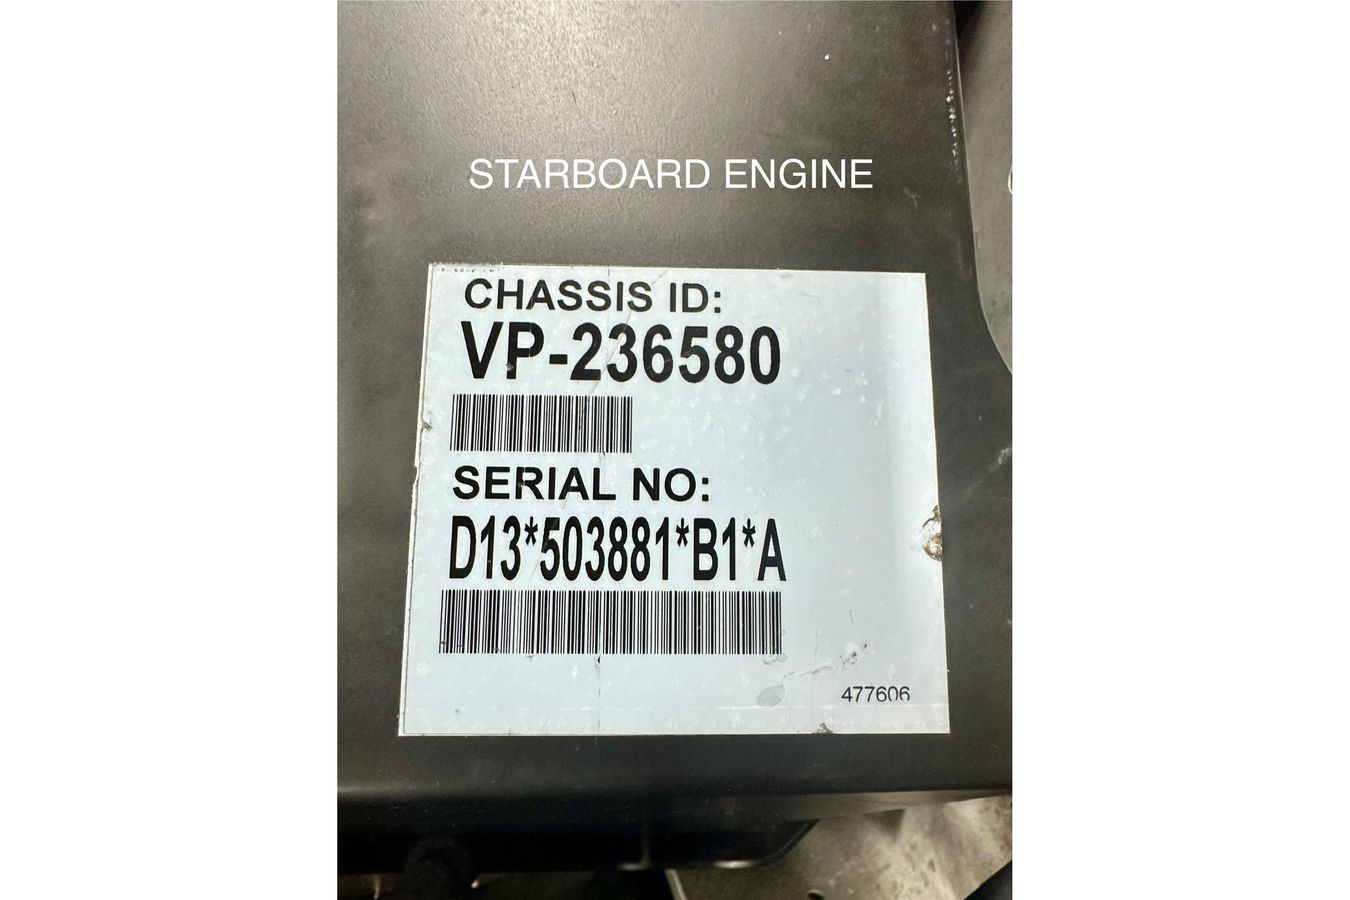 STARBOARD ENGINE
CHASSIS ID:
VP-236580
SERIAL NO:
D13*503881*B1*A
477606